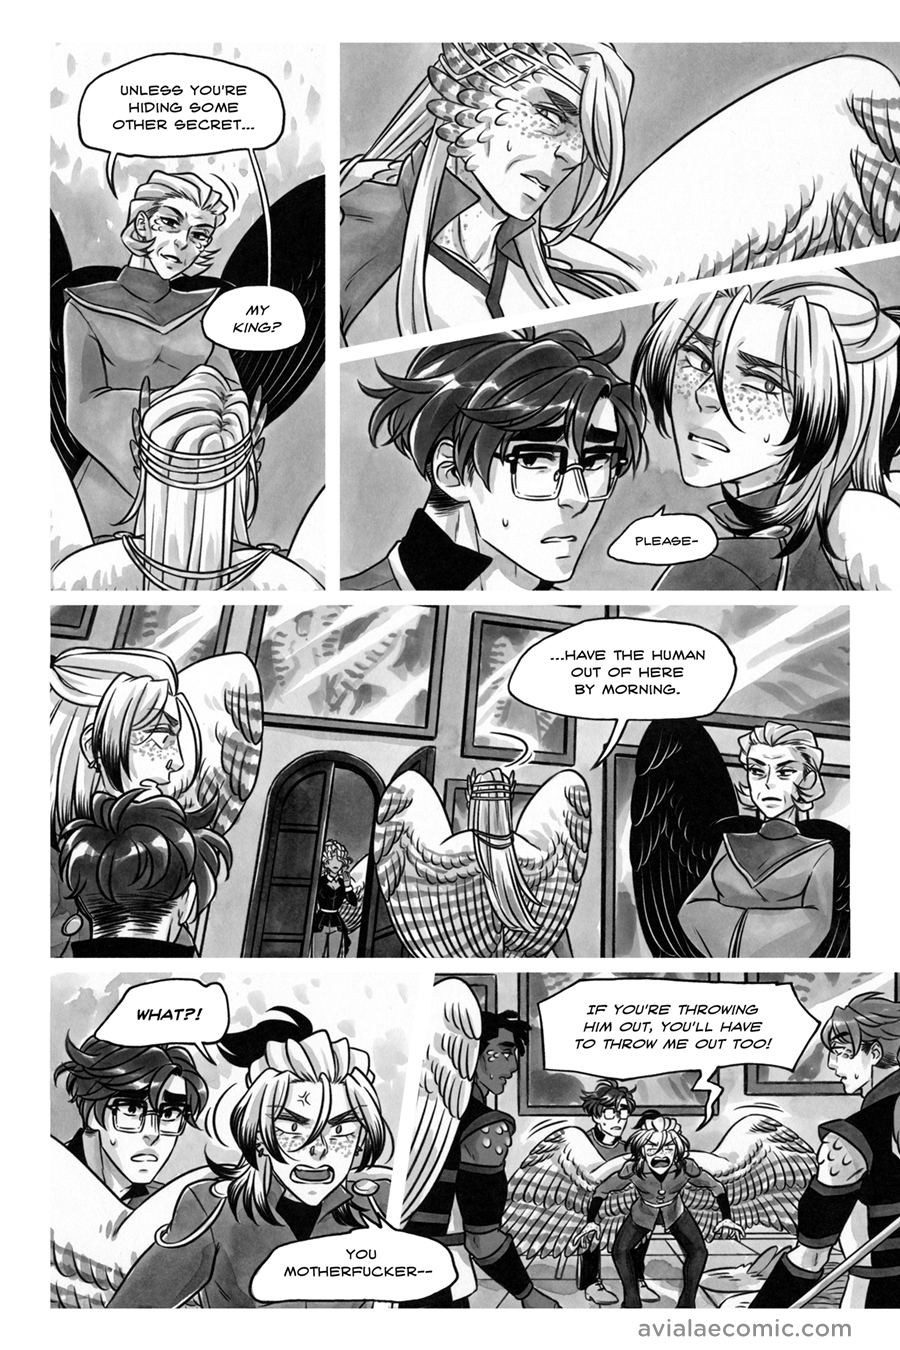 UNLESS YOU'RE
HIDING SOME
OTHER SECRET...
MY
KING?
PLEASE-
...HAVE THE HUMAN
OUT OF HERE
BY MORNING.
WHAT?!
YOU
MOTHERFUCKER--
IF YOU'RE THROWING
HIM OUT, YOU'LL HAVE
TO THROW ME OUT TOO!
avialaecomic.com